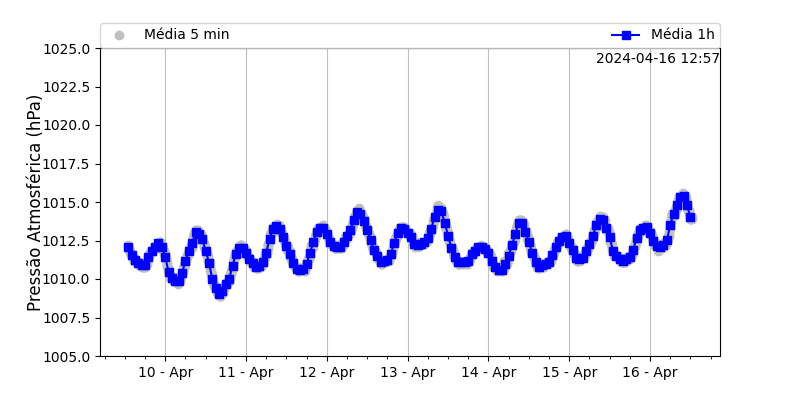 Média 5 min
Média 1h
2024-04-16 12:57
Pressão Atmosférica (hPa)
1025.0
1022.5
1020.0
1017.5
1015.0
1012.5
1010.0
1007.5
1005.0
10 - Apr
11 - Apr
12 - Apr
13 - Apr
14 - Apr
15 - Apr
16 - Apr